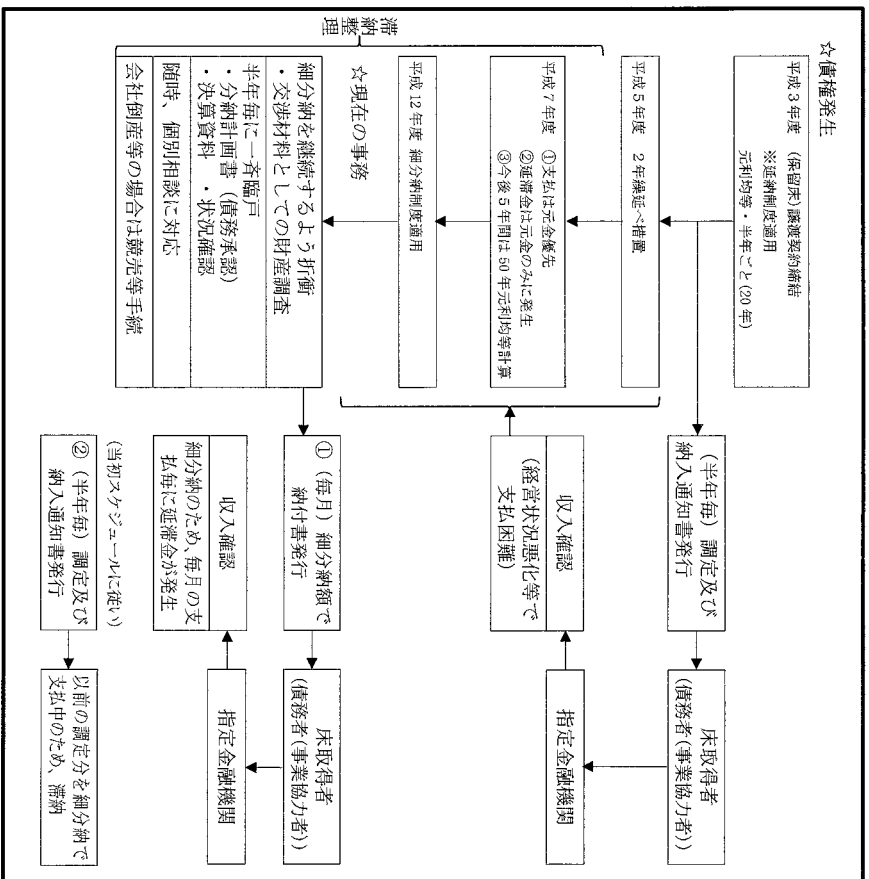 ☆債権発生
平成3年度　(保留床)譲渡契約締結
※延納制度適用
元利均等・半年ごと(20年)
平成5年度　2年繰延べ措置
平成7年度　①支払は元金優先
②延滞金は元金のみに発生
③今後5年間は50年元利均等計算
平成12年度 細分納制度適用
☆現在の事務
滞納整理
細分納を継続するよう折衝
・交渉材料としての財産調査
半年毎に一斉臨戸
・分納計画書（債務承認）
・決算資料　・状況確認
随時、個別相談に対応
会社倒産等の場合は競売等手続
(半年毎）調定及び
納入通知書発行
床取得者
(債務者(事業協力者))
指定金融機関
収入確認
(経営状況悪化等で
支払困難)
①（毎月）細分納額で
納付書発行
床取得者
(債務者(事業協力者))
指定金融機関
収入確認
細分納のため、毎月の支
払毎に延滞金が発生
(当初スケジュールに従い)
②（半年毎）調定及び
納入通知書発行
以前の調定分を細分納で
支払中のため、滞納